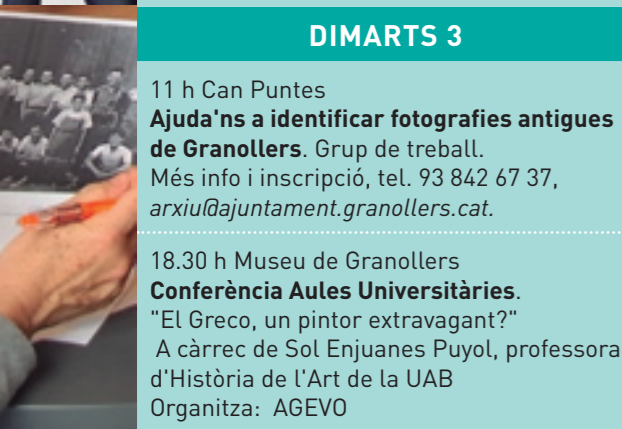 DIMARTS 3
11 h Can Puntes
Ajuda'ns a identificar fotografies antigues
de Granollers. Grup de treball.
Més info i inscripció, tel. 93 842 67 37,
arxiu@ajuntament.granollers.cat.
18.30 h Museu de Granollers
Conferència Aules Universitàries.
"El Greco, un pintor extravagant?"
A càrrec de Sol Enjuanes Puyol, professora
d'Història de l'Art de la UAB
Organitza: AGEVO